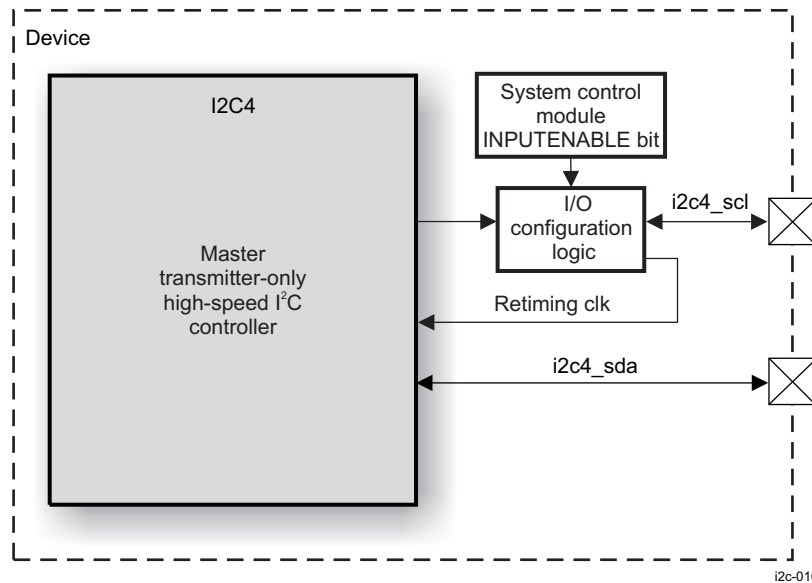 Device
I2C4
System control
module
INPUTENABLE bit
I/O
configuration
logic
i2c4_scl
Master
transmitter-only
high-speed I²C
controller
Retiming clk
i2c4_sda